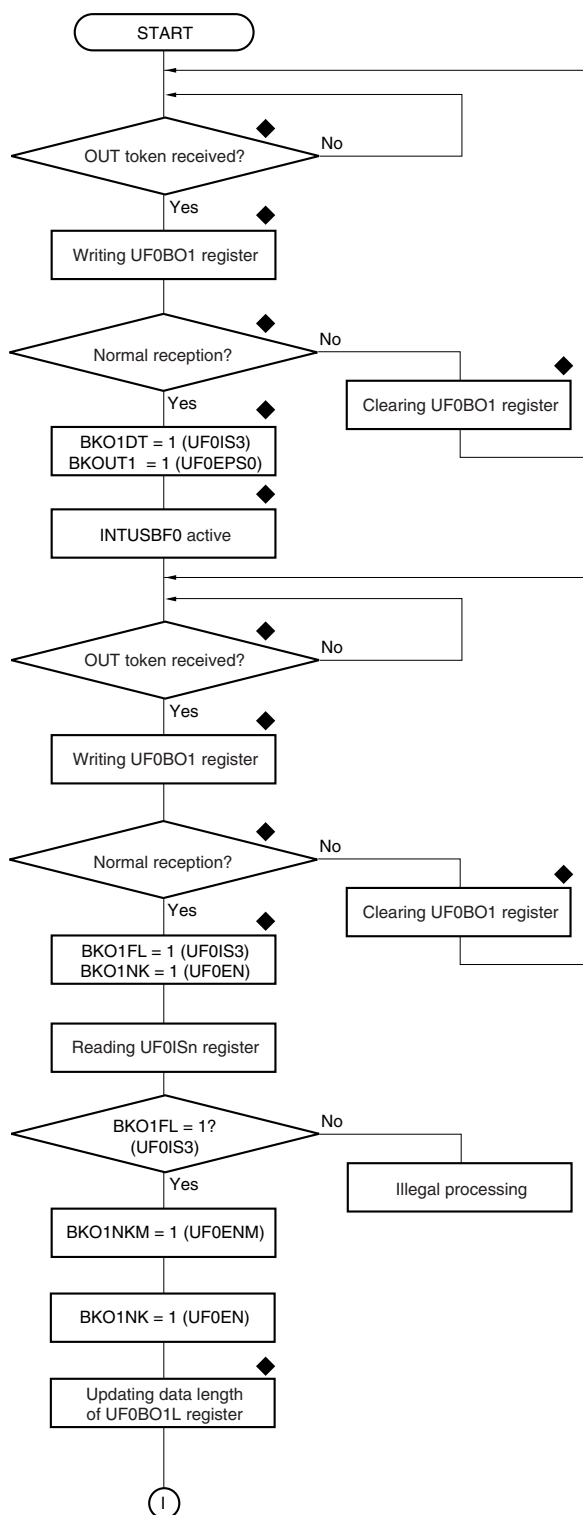 START
OUT token received?
No
Yes
Writing UF0BO1 register
Normal reception?
No
Yes
Clearing UF0BO1 register
BKO1DT = 1 (UF0IS3)
BKOUT1 = 1 (UF0EPS0)
INTUSBF0 active
OUT token received?
No
Yes
Writing UF0BO1 register
Normal reception?
No
Yes
Clearing UF0BO1 register
BKO1FL = 1 (UF0IS3)
BKO1NK = 1 (UF0EN)
Reading UF0ISn register
BKO1FL = 1?
(UF0IS3)
No
Yes
Illegal processing
BKO1NKM = 1 (UF0ENM)
BKO1NK = 1 (UF0EN)
Updating data length
of UF0BO1L register
I